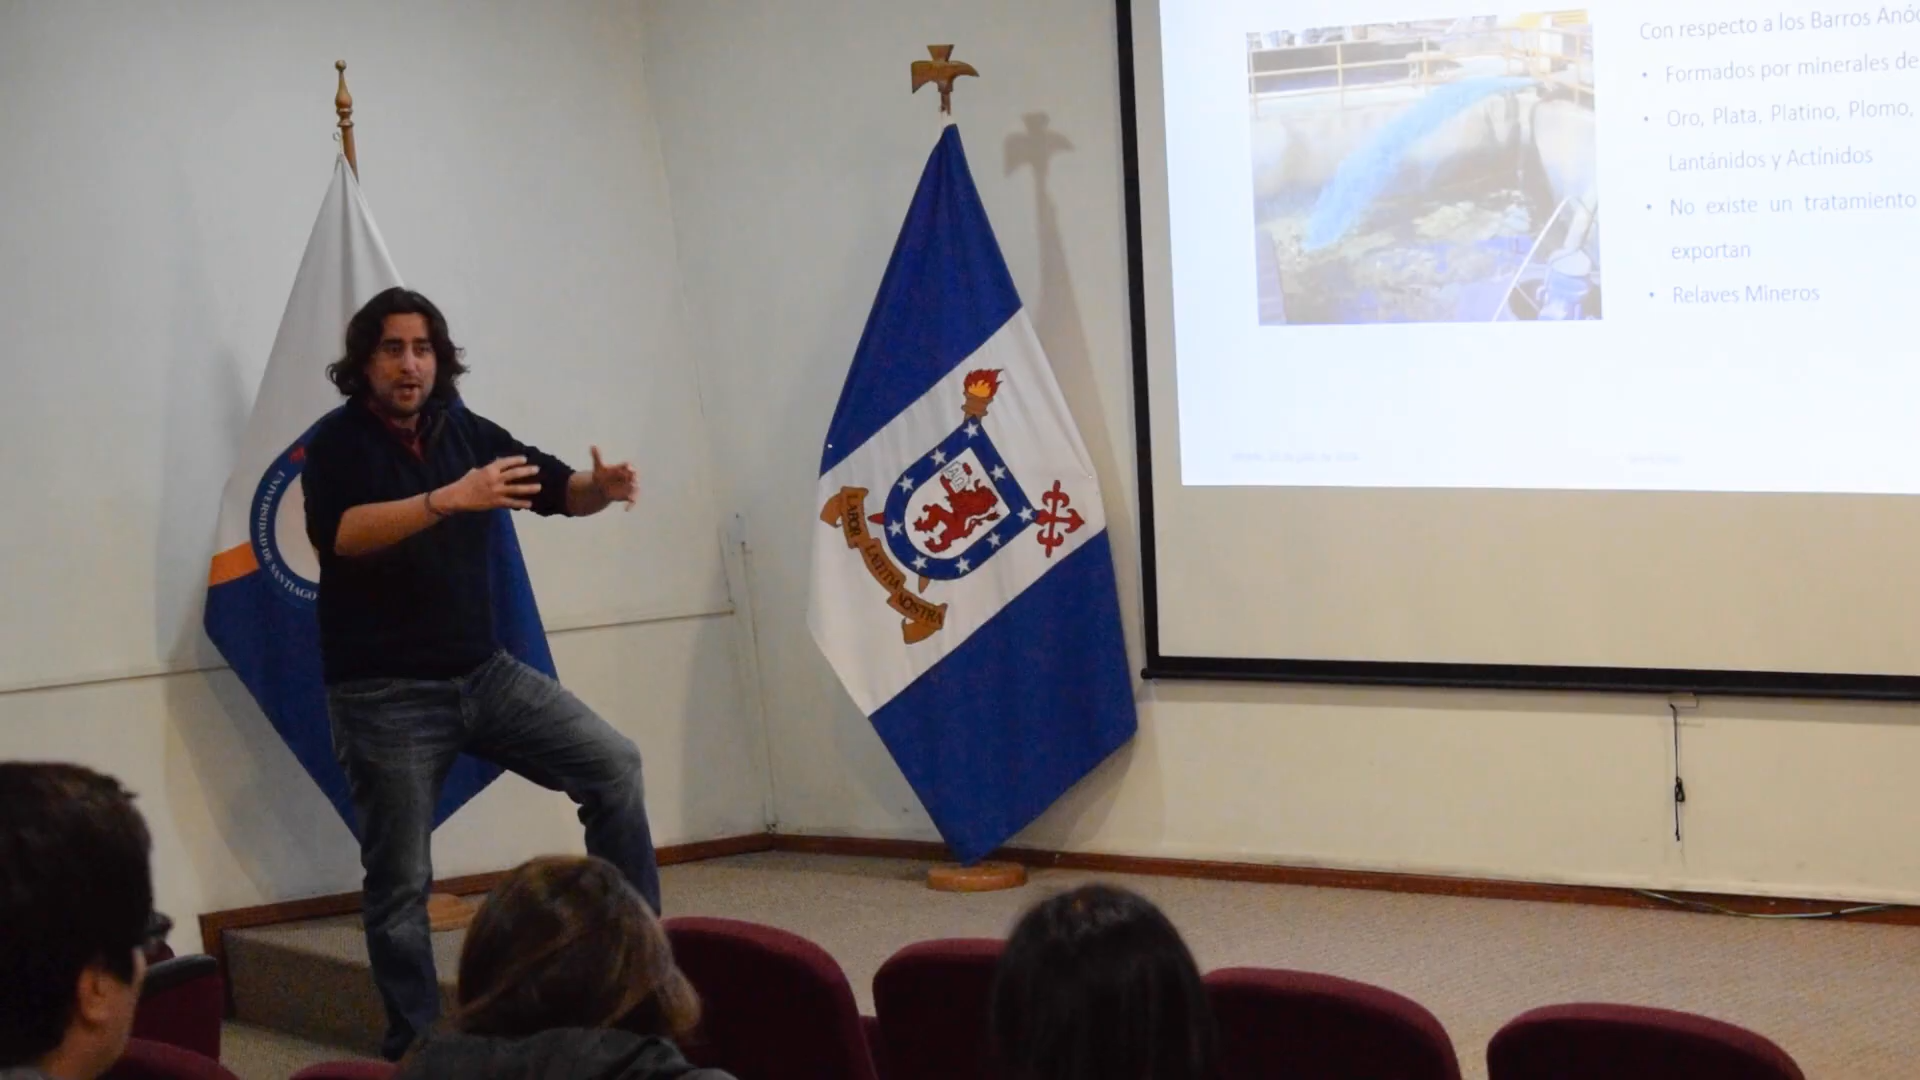 Con respecto a los Barros
• Formados por minerales de
• Oro, Plata, Platino, Plomo,
Lantánidos y Actínidos
• No existe un tratamiento
exportan
• Relaves Mineros
UNIVERSIDAD DE SANTIAGO
LABOR
LAETITIA
NOSTRA